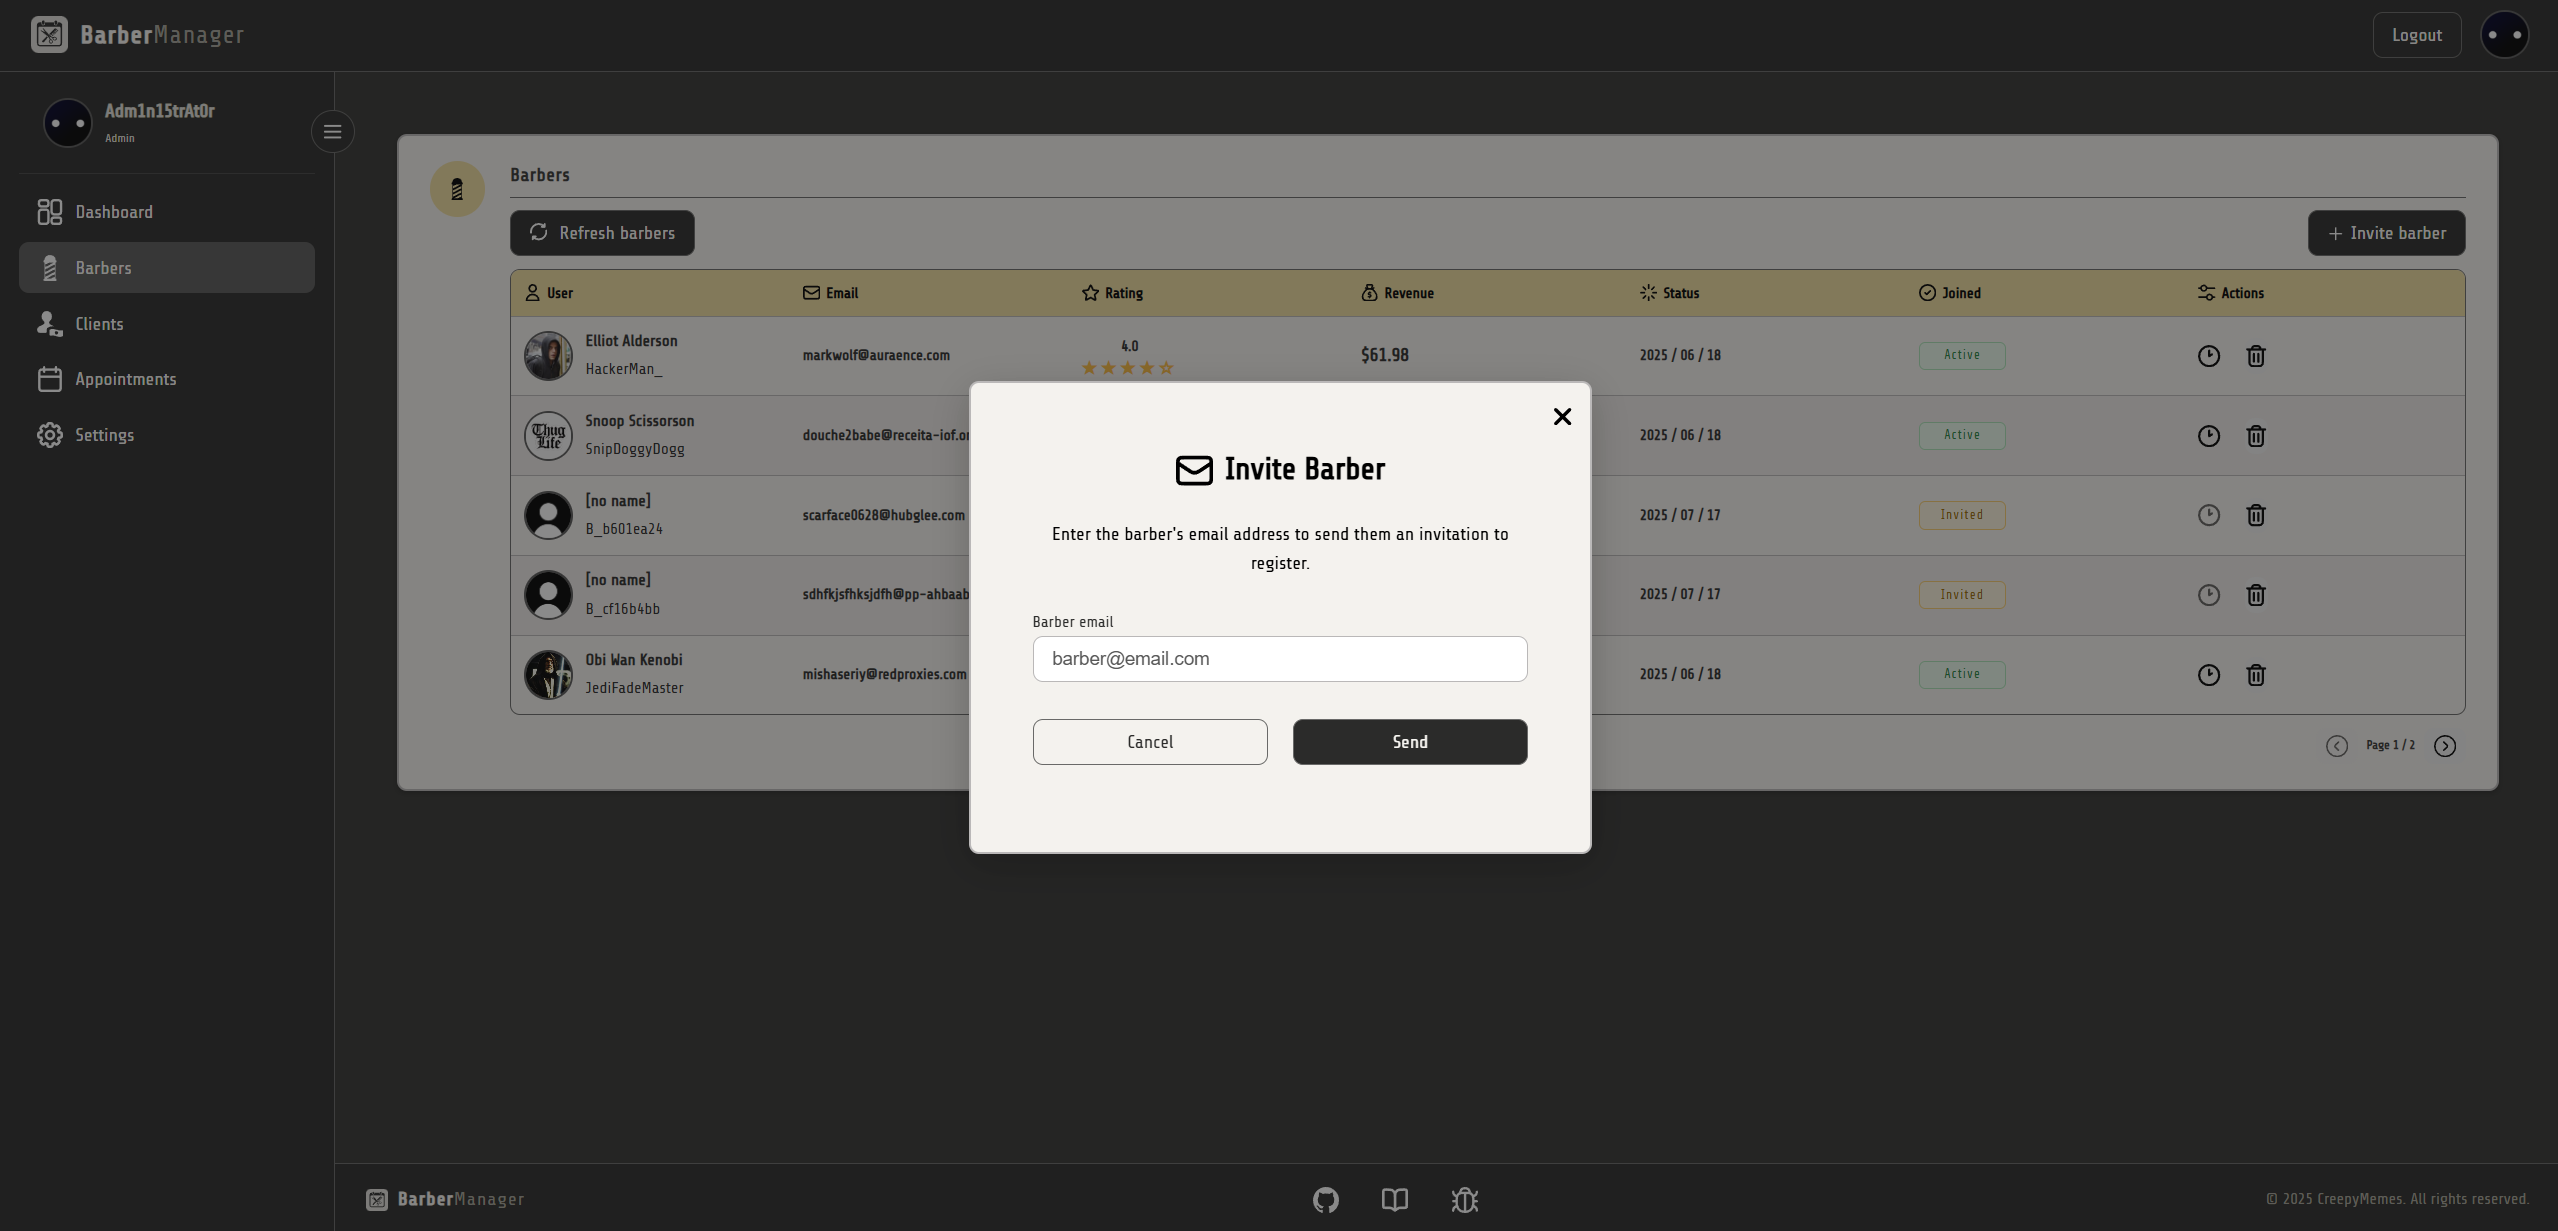 BarberManager
Logout
Adm1n15trAt0r
Admin
Dashboard
Barbers
Clients
Appointments
Settings
Barbers
Refresh barbers
Invite barber
User Email Rating Revenue Status Joined Actions
Elliot Alderson
HackerMan_
markwolf@auraence.com
4.0
$61.98
2025 / 06 / 18
Active
Snoop Scissorson
SnipDoggyDogg
Thug Life
douche2babe@receita-iof.or
2025 / 06 / 18
Active
[no name]
B_b601ea24
scarface0628@hubglee.com
2025 / 07 / 17
Invited
[no name]
B_cf16b4bb
sdhfkjsfhksjdfh@pp-ahbaab
2025 / 07 / 17
Invited
Obi Wan Kenobi
JediFadeMaster
mishaseriy@redproxies.com
2025 / 06 / 18
Active
Page 1 / 2
Invite Barber
Enter the barber's email address to send them an invitation to
register.
Barber email
barber@email.com
Cancel
Send
BarberManager
© 2025 CreepyMemes. All rights reserved.